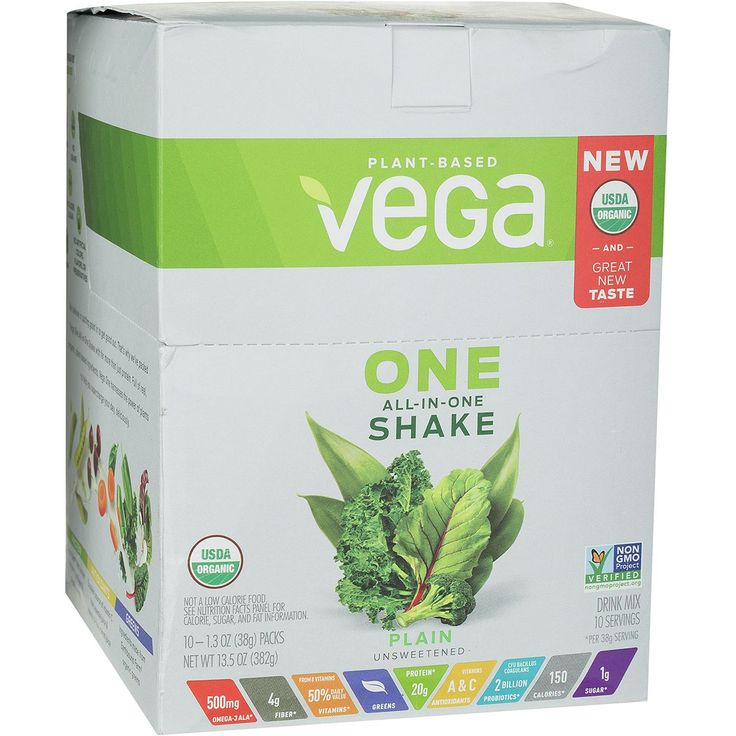 PLANT-BASED
vega®
NEW
USDA
ORGANIC
— AND —
GREAT
NEW
TASTE
ONE
ALL-IN-ONE
SHAKE
USDA
ORGANIC
NOT A LOW CALORIE FOOD
SEE NUTRITION FACTS PANEL FOR
CALORIE, SUGAR, AND FAT INFORMATION.
10 – 1.3 OZ (38g) PACKS
NET WT 13.5 OZ (382g)
PLAIN
UNSWEETENED
NON
GMO
Project
VERIFIED
nongmoproject.org
DRINK MIX
10 SERVINGS
*PER 38g SERVING
500mg
OMEGA-3 ALA*
4g
FIBER*
FROM 8 VITAMINS
50% DAILY VALUE
VITAMINS*
GREENS
PROTEIN*
20g
VITAMINS
A & C
ANTIOXIDANTS
CFU BACILLUS
COAGULANS
2 BILLION
PROBIOTICS*
150
CALORIES*
1g
SUGAR*
GREENS